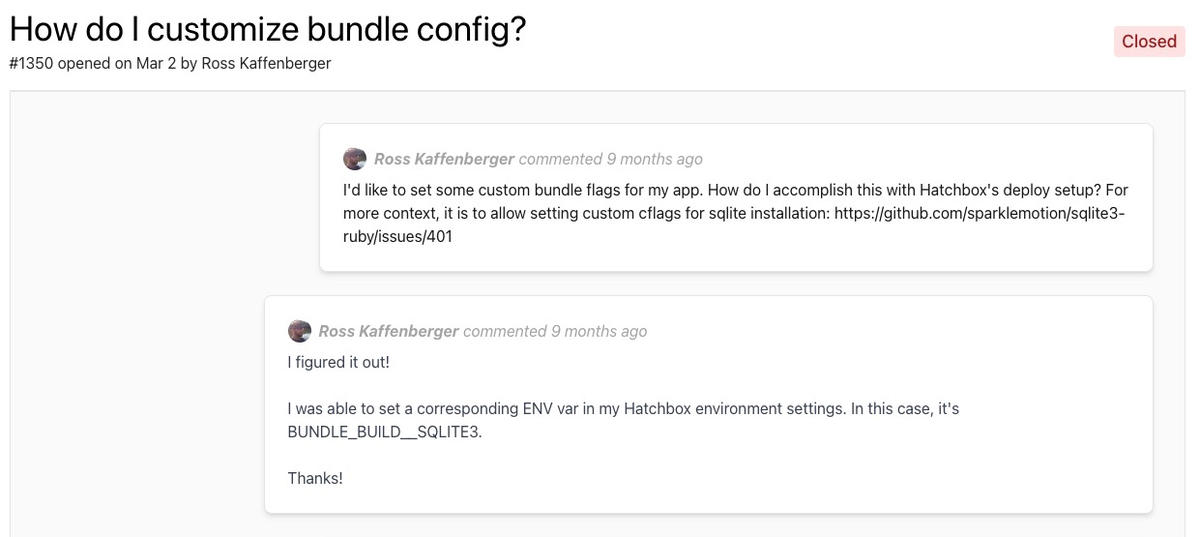 How do I customize bundle config?
Closed
#1350 opened on Mar 2 by Ross Kaffenberger
Ross Kaffenberger commented 9 months ago
I'd like to set some custom bundle flags for my app. How do I accomplish this with Hatchbox's deploy setup? For
more context, it is to allow setting custom cflags for sqlite installation: https://github.com/sparklemotion/sqlite3-
ruby/issues/401
Ross Kaffenberger commented 9 months ago
I figured it out!
I was able to set a corresponding ENV var in my Hatchbox environment settings. In this case, it's
BUNDLE_BUILD__SQLITE3.
Thanks!